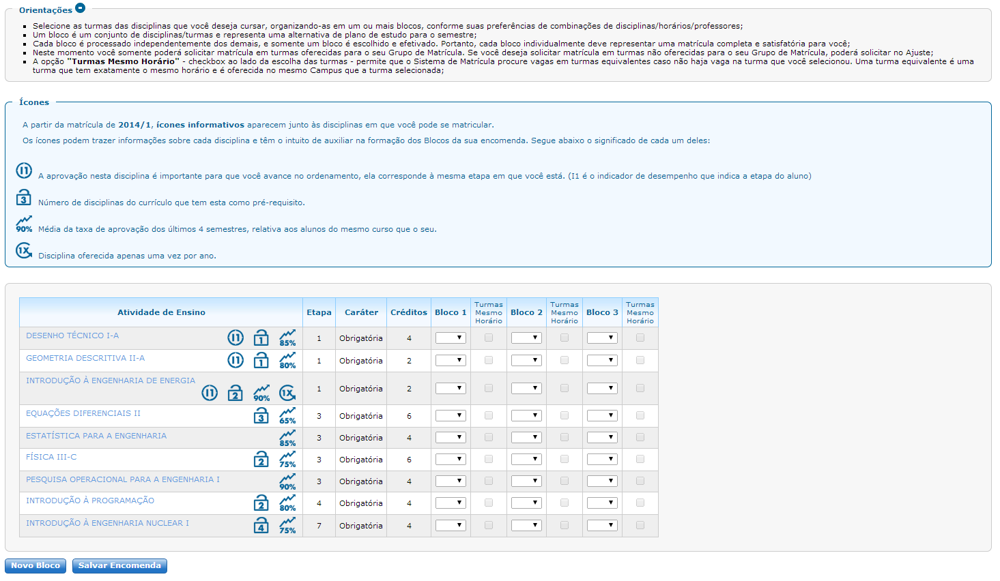 Orientações
Selecione as turmas das disciplinas que você deseja cursar, organizando-as em um ou mais blocos, conforme suas preferências de combinações de disciplinas/horários/professores;
Um bloco é um conjunto de disciplinas/turmas e representa uma alternativa de plano de estudo para o semestre;
Cada bloco é processado independentemente dos demais, e somente um bloco é escolhido e efetivado. Portanto, cada bloco individualmente deve representar uma matrícula completa e satisfatória para você;
Neste momento você somente poderá solicitar matrícula em turmas oferecidas para o seu Grupo de Matrícula. Se você deseja solicitar matrícula em turmas não oferecidas para o seu Grupo de Matrícula, poderá solicitar no Ajuste;
A opção "Turmas Mesmo Horário" - checkbox ao lado da escolha das turmas - permite que o Sistema de Matrícula procure vagas em turmas equivalentes caso não haja vaga na turma que você selecionou. Uma turma equivalente é uma
turma que tem exatamente o mesmo horário e é oferecida no mesmo Campus que a turma selecionada;
Ícones
A partir da matrícula de 2014/1, ícones informativos aparecem junto às disciplinas em que você pode se matricular.
Os ícones podem trazer informações sobre cada disciplina e têm o intuito de auxiliar na formação dos Blocos da sua encomenda. Segue abaixo o significado de cada um deles:
I1 A aprovação nesta disciplina é importante para que você avance no ordenamento, ela corresponde à mesma etapa em que você está. (I1 é o indicador de desempenho que indica a etapa do aluno)
3 Número de disciplinas do currículo que tem esta como pré-requisito.
90% Média da taxa de aprovação dos últimos 4 semestres, relativa aos alunos do mesmo curso que o seu.
1X Disciplina oferecida apenas uma vez por ano.
Atividade de Ensino Etapa Caráter Créditos Bloco 1 Turmas Mesmo Horário Bloco 2 Turmas Mesmo Horário Bloco 3 Turmas Mesmo Horário
DESENHO TÉCNICO I-A I1 1 85% 1 Obrigatória 4
GEOMETRIA DESCRITIVA II-A I1 1 80% 1 Obrigatória 2
INTRODUÇÃO À ENGENHARIA DE ENERGIA
I1 2 90% 1X 1 Obrigatória 2
EQUAÇÕES DIFERENCIAIS II 3 65% 3 Obrigatória 6
ESTATÍSTICA PARA A ENGENHARIA 85% 3 Obrigatória 4
FÍSICA III-C 2 75% 3 Obrigatória 6
PESQUISA OPERACIONAL PARA A ENGENHARIA I 90% 3 Obrigatória 4
INTRODUÇÃO À PROGRAMAÇÃO 2 80% 4 Obrigatória 4
INTRODUÇÃO À ENGENHARIA NUCLEAR I 4 75% 7 Obrigatória 4
Novo Bloco Salvar Encomenda